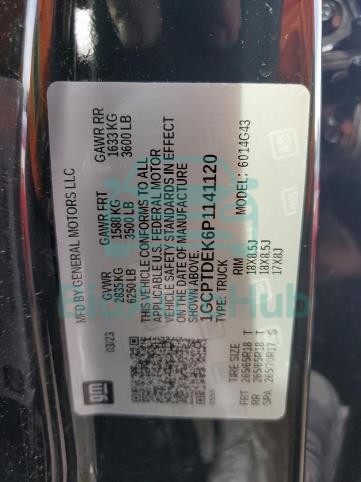 MFD BY GENERAL MOTORS LLC
03/23
GVWR
2835 KG
6250 LB
GAWR FRT
1588 KG
3500 LB
GAWR RR
1633 KG
3600 LB
THIS VEHICLE CONFORMS TO ALL
APPLICABLE U.S. FEDERAL MOTOR
VEHICLE SAFETY STANDARDS IN EFFECT
ON THE DATE OF MANUFACTURE
SHOWN ABOVE.
1GCPTDEK6P1141120
TYPE: TRUCK
MODEL: 6014G43
TIRE SIZE
RIM
FRT 265/65R18 T
18X8.5J
RR 265/65R18 T
18X8.5J
SPA 265/70R17 S
17X8J
gm
Hub